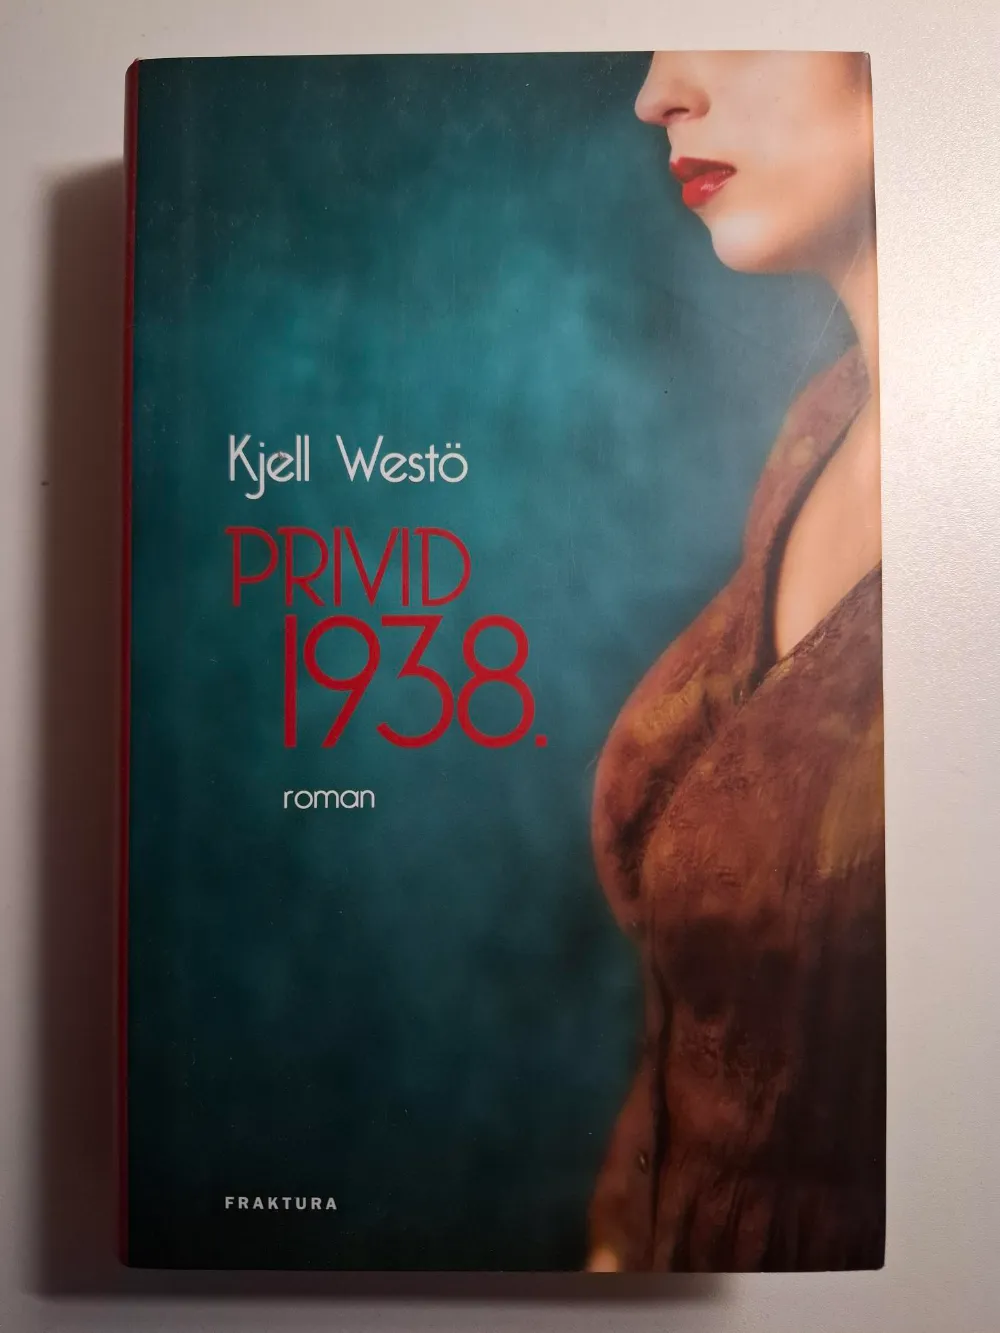 Kjell Westö
PRIVID
1938.
roman
FRAKTURA